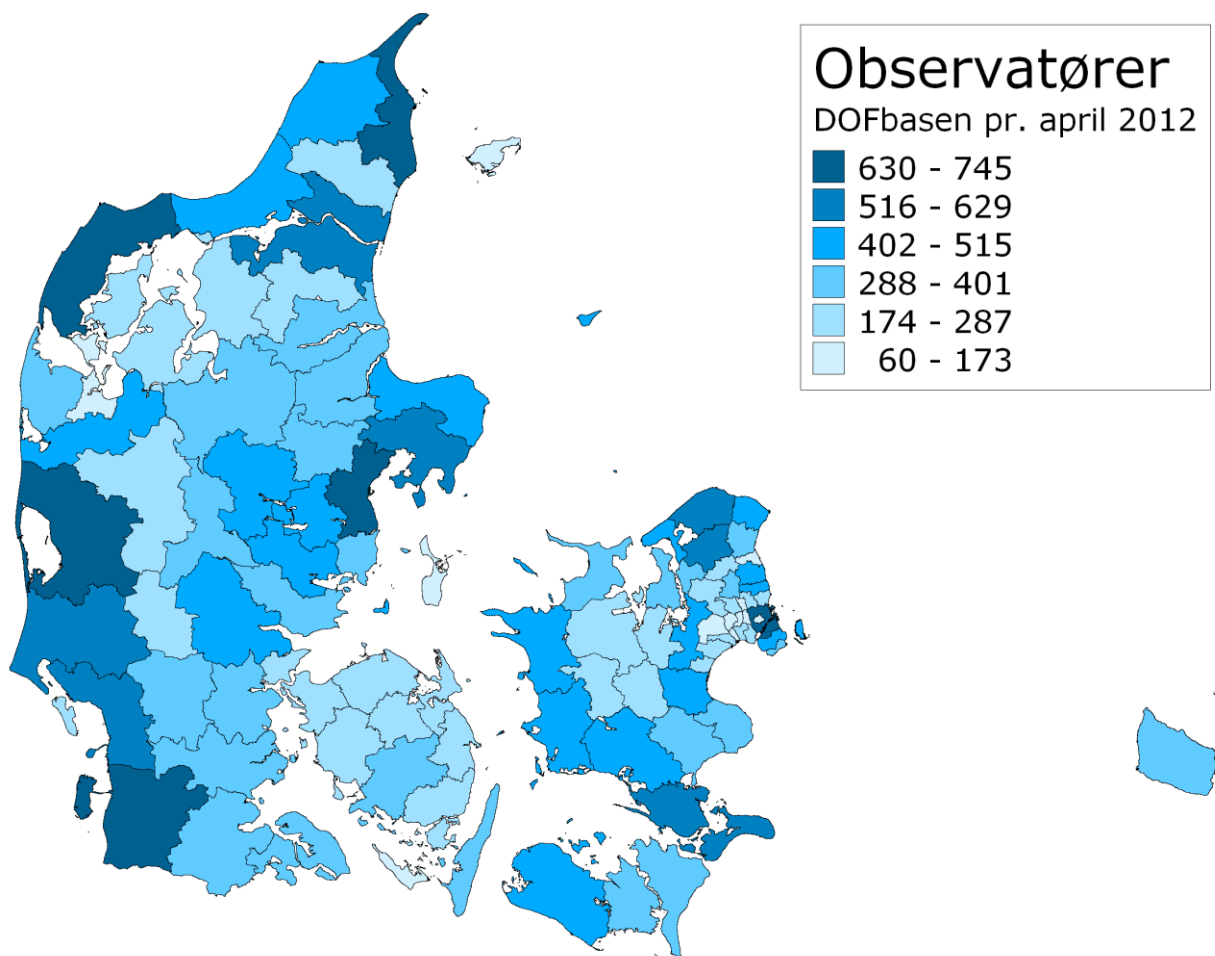 Observatører
DOFbasen pr. april 2012
630 - 745
516 - 629
402 - 515
288 - 401
174 - 287
60 - 173